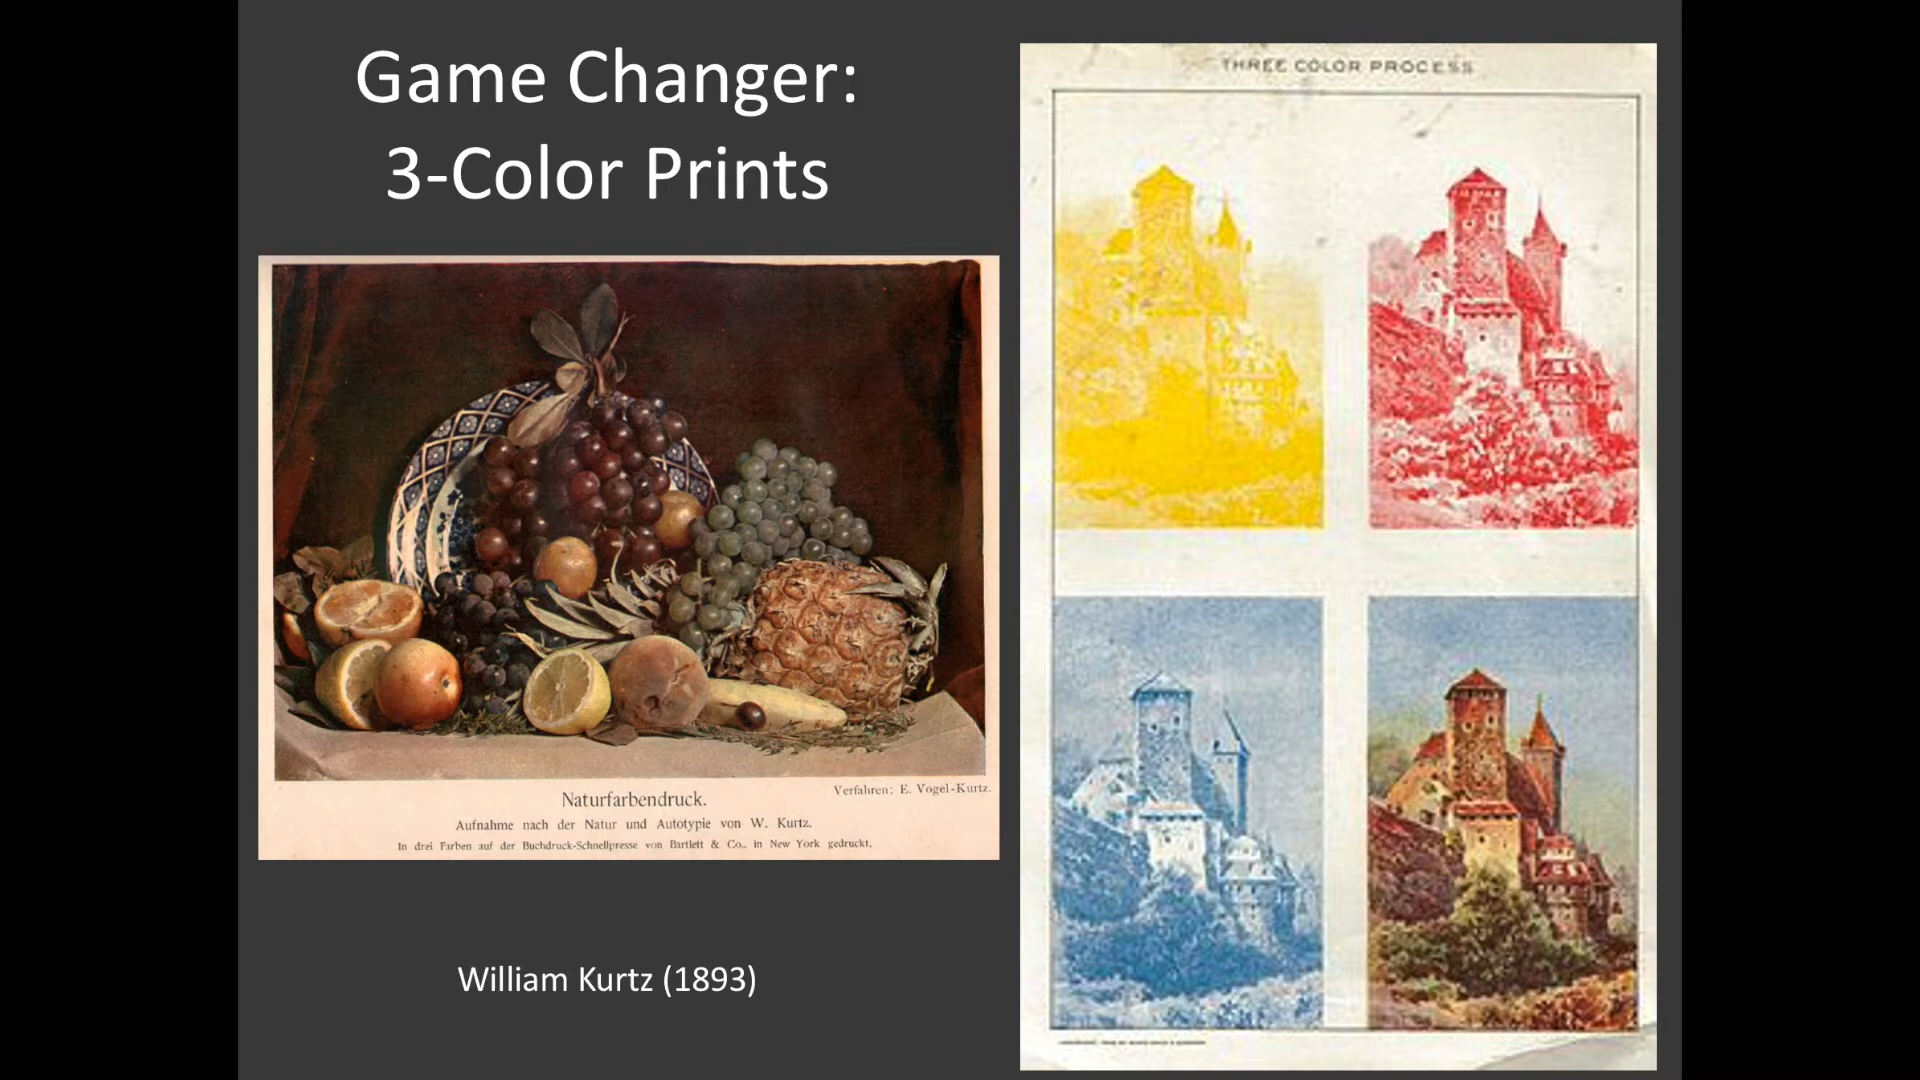 Game Changer:
3-Color Prints
THREE COLOR PROCESS
Verfahren: E. Vogel-Kurtz.
Naturfarbendruck.
Aufnahme nach der Natur und Autotypie von W. Kurtz.
In drei Farben auf der Buchdruck-Schnellpresse von Bartlett & Co., in New York gedruckt.
William Kurtz (1893)